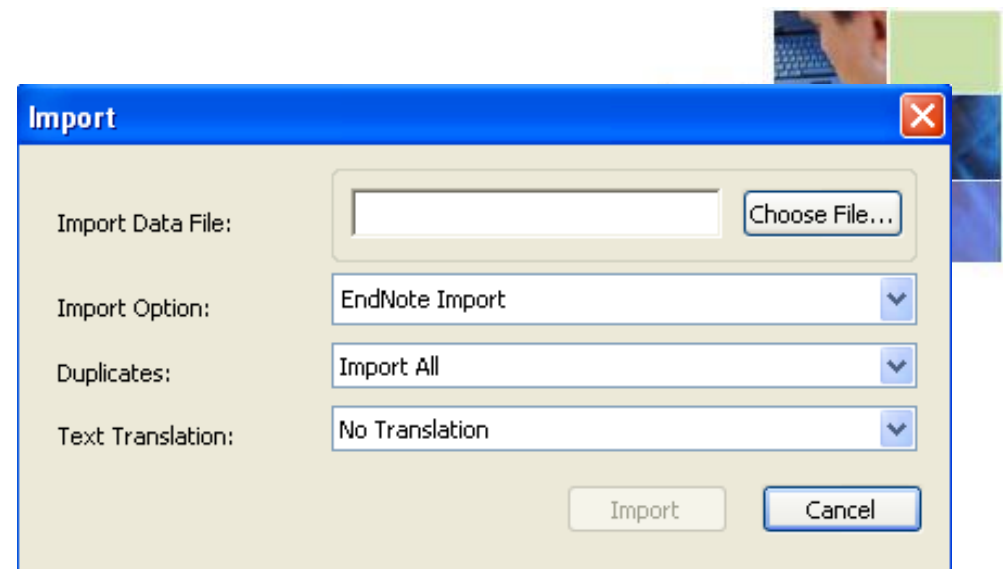 Import
Import Data File:
Choose File...
Import Option:
EndNote Import
Duplicates:
Import All
Text Translation:
No Translation
Import
Cancel